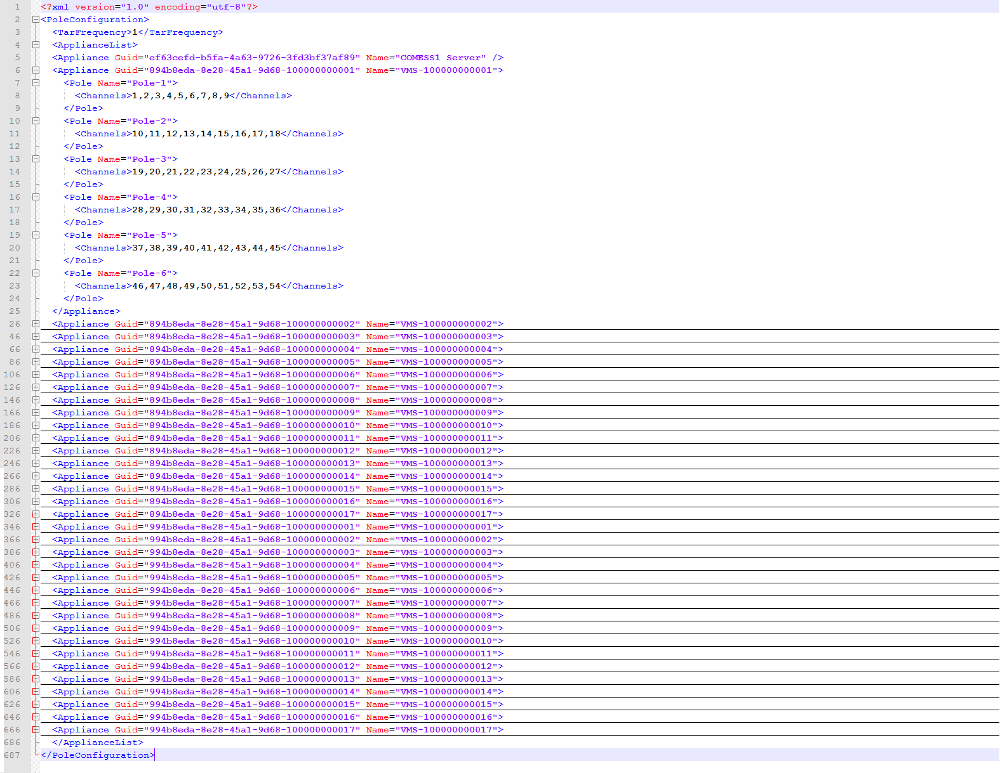 1 <?xml version="1.0" encoding="utf-8"?>
2 <PoleConfiguration>
3 <TarFrequency>1</TarFrequency>
4 <ApplianceList>
5 <Appliance Guid="ef63cefd-b5fa-4a63-9726-3fd3bf37af89" Name="COMESS1 Server" />
6 <Appliance Guid="894b8eda-8e28-45a1-9d68-100000000001" Name="VMS-100000000001">
7 <Pole Name="Pole-1">
8 <Channels>1,2,3,4,5,6,7,8,9</Channels>
9 </Pole>
10 <Pole Name="Pole-2">
11 <Channels>10,11,12,13,14,15,16,17,18</Channels>
12 </Pole>
13 <Pole Name="Pole-3">
14 <Channels>19,20,21,22,23,24,25,26,27</Channels>
15 </Pole>
16 <Pole Name="Pole-4">
17 <Channels>28,29,30,31,32,33,34,35,36</Channels>
18 </Pole>
19 <Pole Name="Pole-5">
20 <Channels>37,38,39,40,41,42,43,44,45</Channels>
21 </Pole>
22 <Pole Name="Pole-6">
23 <Channels>46,47,48,49,50,51,52,53,54</Channels>
24 </Pole>
25 </Appliance>
26 <Appliance Guid="894b8eda-8e28-45a1-9d68-100000000002" Name="VMS-100000000002">
46 <Appliance Guid="894b8eda-8e28-45a1-9d68-100000000003" Name="VMS-100000000003">
66 <Appliance Guid="894b8eda-8e28-45a1-9d68-100000000004" Name="VMS-100000000004">
86 <Appliance Guid="894b8eda-8e28-45a1-9d68-100000000005" Name="VMS-100000000005">
106 <Appliance Guid="894b8eda-8e28-45a1-9d68-100000000006" Name="VMS-100000000006">
126 <Appliance Guid="894b8eda-8e28-45a1-9d68-100000000007" Name="VMS-100000000007">
146 <Appliance Guid="894b8eda-8e28-45a1-9d68-100000000008" Name="VMS-100000000008">
166 <Appliance Guid="894b8eda-8e28-45a1-9d68-100000000009" Name="VMS-100000000009">
186 <Appliance Guid="894b8eda-8e28-45a1-9d68-100000000010" Name="VMS-100000000010">
206 <Appliance Guid="894b8eda-8e28-45a1-9d68-100000000011" Name="VMS-100000000011">
226 <Appliance Guid="894b8eda-8e28-45a1-9d68-100000000012" Name="VMS-100000000012">
246 <Appliance Guid="894b8eda-8e28-45a1-9d68-100000000013" Name="VMS-100000000013">
266 <Appliance Guid="894b8eda-8e28-45a1-9d68-100000000014" Name="VMS-100000000014">
286 <Appliance Guid="894b8eda-8e28-45a1-9d68-100000000015" Name="VMS-100000000015">
306 <Appliance Guid="894b8eda-8e28-45a1-9d68-100000000016" Name="VMS-100000000016">
326 <Appliance Guid="894b8eda-8e28-45a1-9d68-100000000017" Name="VMS-100000000017">
346 <Appliance Guid="994b8eda-8e28-45a1-9d68-100000000001" Name="VMS-100000000001">
366 <Appliance Guid="994b8eda-8e28-45a1-9d68-100000000002" Name="VMS-100000000002">
386 <Appliance Guid="994b8eda-8e28-45a1-9d68-100000000003" Name="VMS-100000000003">
406 <Appliance Guid="994b8eda-8e28-45a1-9d68-100000000004" Name="VMS-100000000004">
426 <Appliance Guid="994b8eda-8e28-45a1-9d68-100000000005" Name="VMS-100000000005">
446 <Appliance Guid="994b8eda-8e28-45a1-9d68-100000000006" Name="VMS-100000000006">
466 <Appliance Guid="994b8eda-8e28-45a1-9d68-100000000007" Name="VMS-100000000007">
486 <Appliance Guid="994b8eda-8e28-45a1-9d68-100000000008" Name="VMS-100000000008">
506 <Appliance Guid="994b8eda-8e28-45a1-9d68-100000000009" Name="VMS-100000000009">
526 <Appliance Guid="994b8eda-8e28-45a1-9d68-100000000010" Name="VMS-100000000010">
546 <Appliance Guid="994b8eda-8e28-45a1-9d68-100000000011" Name="VMS-100000000011">
566 <Appliance Guid="994b8eda-8e28-45a1-9d68-100000000012" Name="VMS-100000000012">
586 <Appliance Guid="994b8eda-8e28-45a1-9d68-100000000013" Name="VMS-100000000013">
606 <Appliance Guid="994b8eda-8e28-45a1-9d68-100000000014" Name="VMS-100000000014">
626 <Appliance Guid="994b8eda-8e28-45a1-9d68-100000000015" Name="VMS-100000000015">
646 <Appliance Guid="994b8eda-8e28-45a1-9d68-100000000016" Name="VMS-100000000016">
666 <Appliance Guid="994b8eda-8e28-45a1-9d68-100000000017" Name="VMS-100000000017">
686 </ApplianceList>
687 </PoleConfiguration>